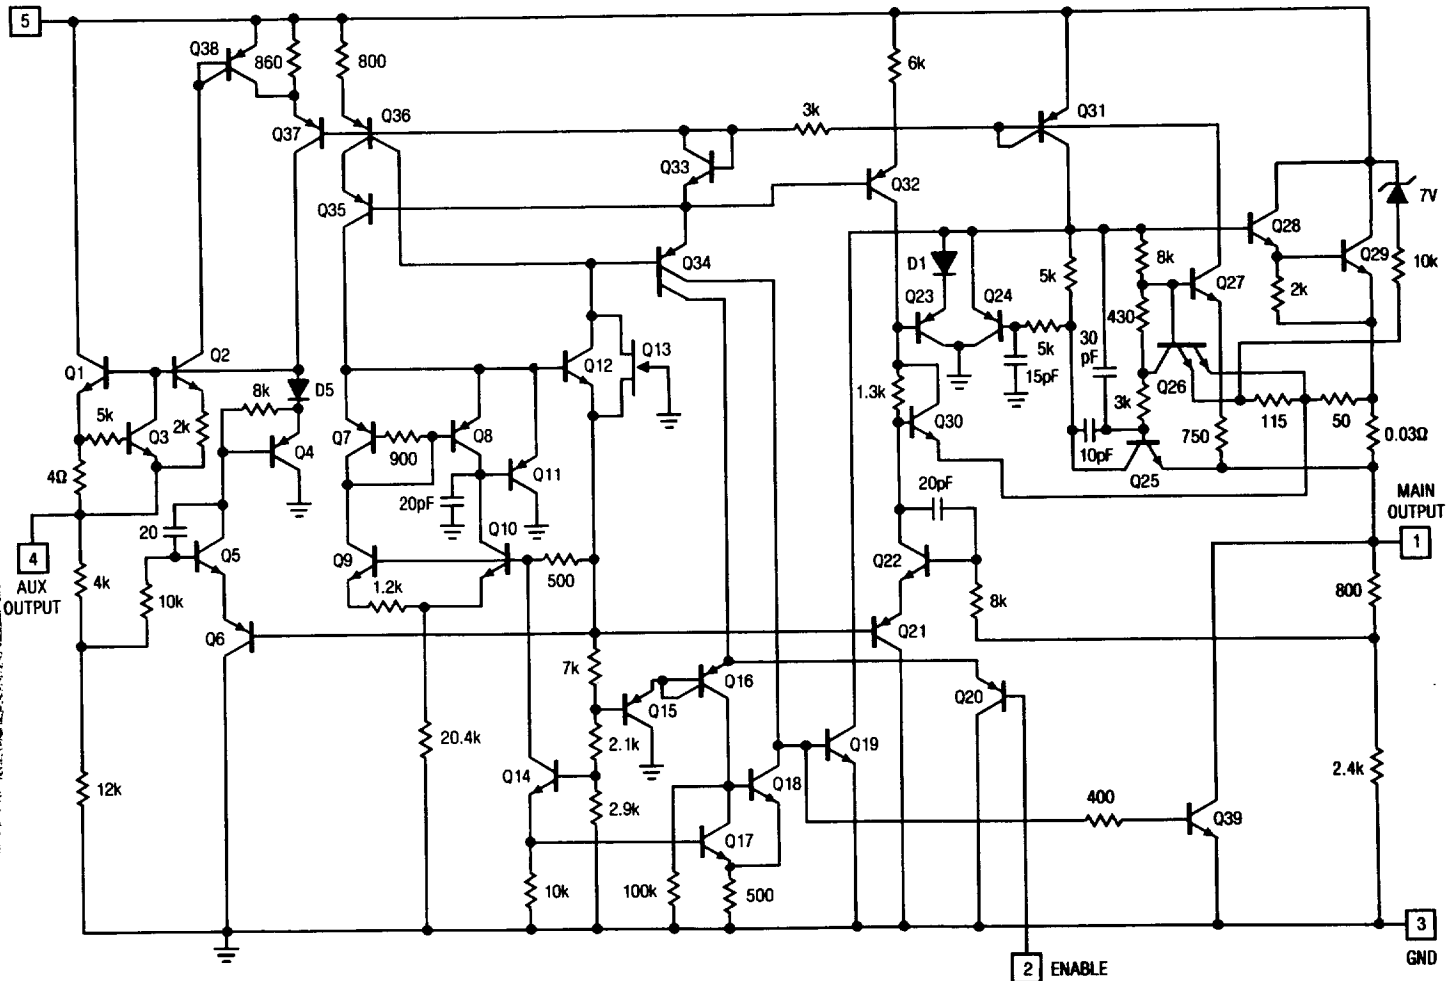 5
Q38
860
800
6k
Q37
Q36
3k
Q31
Q33
Q32
7V
Q35
Q28
Q34
D1
8k
Q29
10k
Q23
Q24
5k
Q27
2k
Q2
Q12
Q13
430
Q1
8k
D5
5k
30
pF
15pF
Q26
5k
2k
1.3k
3k
115
50
Q3
Q4
Q7
900
Q8
Q30
750
0.03Ω
4Ω
Q11
10pF
Q25
20pF
20pF
MAIN
OUTPUT
4
20
Q5
Q9
Q10
Q22
1
AUX
OUTPUT
4k
10k
1.2k
500
8k
800
Q6
Q21
7k
Q16
Q15
Q20
20.4k
2.1k
Q19
12k
Q14
Q18
2.4k
2.9k
400
Q39
Q17
10k
100k
500
3
GND
2
ENABLE